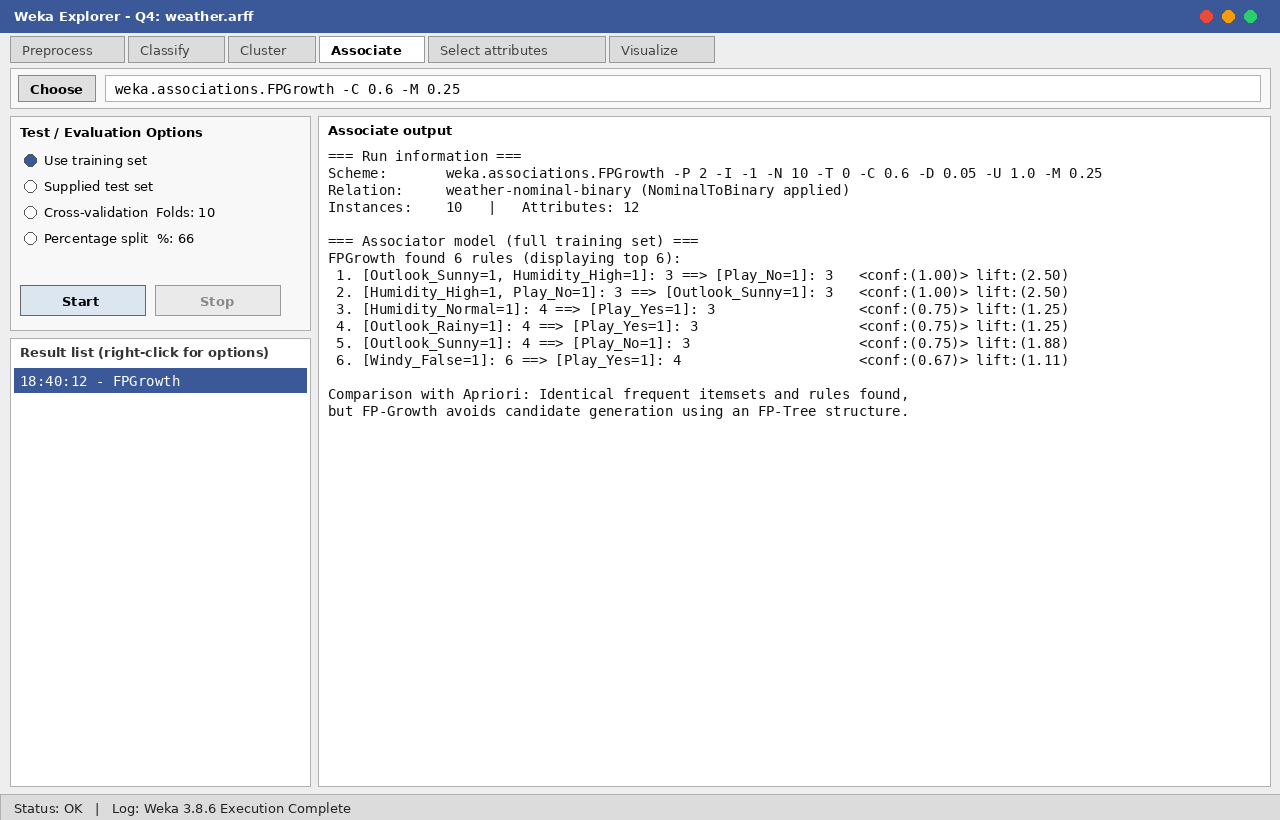 Weka Explorer - Q4: weather.arff
Preprocess Classify Cluster Associate Select attributes Visualize
Choose weka.associations.FPGrowth -C 0.6 -M 0.25
Test / Evaluation Options
Use training set
Supplied test set
Cross-validation Folds: 10
Percentage split %: 66
Start Stop
Result list (right-click for options)
18:40:12 - FPGrowth
Associate output
=== Run information ===
Scheme: weka.associations.FPGrowth -P 2 -I -1 -N 10 -T 0 -C 0.6 -D 0.05 -U 1.0 -M 0.25
Relation: weather-nominal-binary (NominalToBinary applied)
Instances: 10 | Attributes: 12
=== Associator model (full training set) ===
FPGrowth found 6 rules (displaying top 6):
1. [Outlook_Sunny=1, Humidity_High=1]: 3 ==> [Play_No=1]: 3 <conf:(1.00)> lift:(2.50)
2. [Humidity_High=1, Play_No=1]: 3 ==> [Outlook_Sunny=1]: 3 <conf:(1.00)> lift:(2.50)
3. [Humidity_Normal=1]: 4 ==> [Play_Yes=1]: 3 <conf:(0.75)> lift:(1.25)
4. [Outlook_Rainy=1]: 4 ==> [Play_Yes=1]: 3 <conf:(0.75)> lift:(1.25)
5. [Outlook_Sunny=1]: 4 ==> [Play_No=1]: 3 <conf:(0.75)> lift:(1.88)
6. [Windy_False=1]: 6 ==> [Play_Yes=1]: 4 <conf:(0.67)> lift:(1.11)
Comparison with Apriori: Identical frequent itemsets and rules found,
but FP-Growth avoids candidate generation using an FP-Tree structure.
Status: OK | Log: Weka 3.8.6 Execution Complete